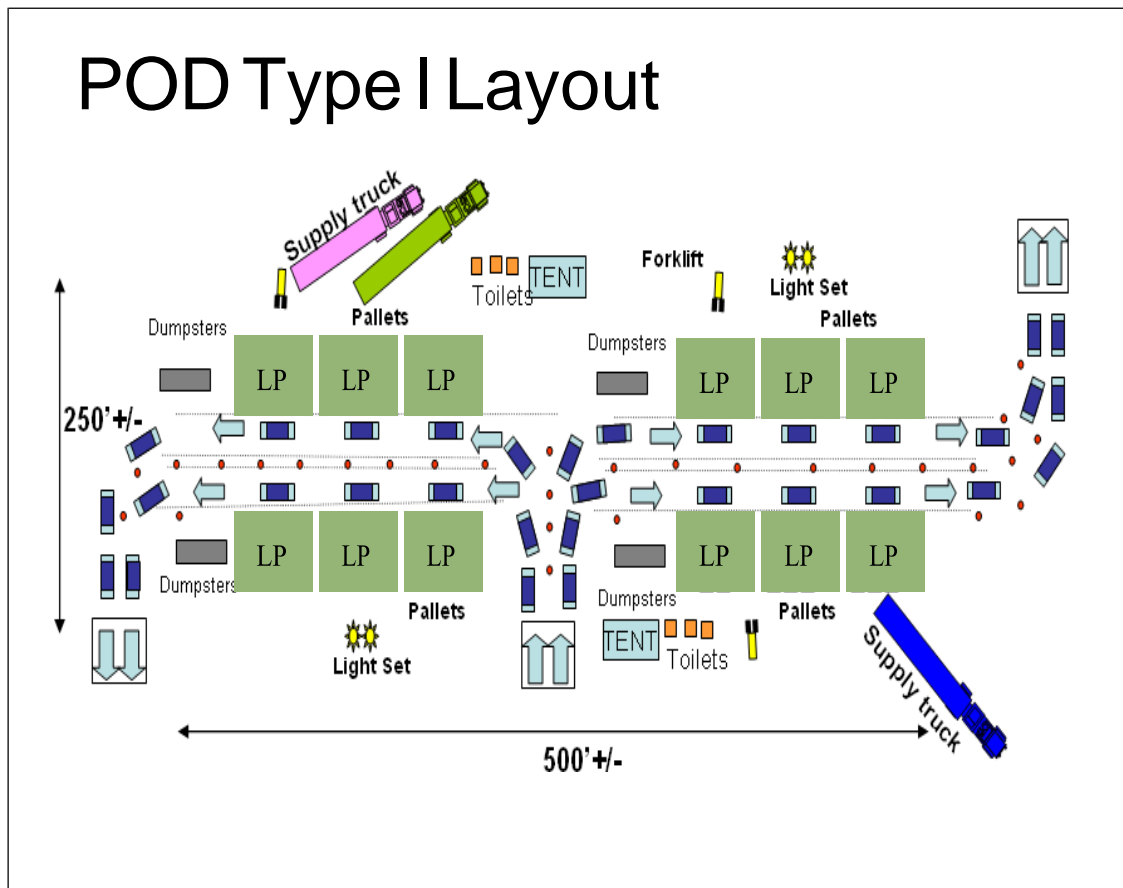 POD Type I Layout
Supply truck
Forklift
TENT
Toilets
Light Set
Pallets
Pallets
Dumpsters
Dumpsters
LP LP LP
LP LP LP
250'+/-
LP LP LP
LP LP LP
Dumpsters
Dumpsters
Pallets
Pallets
Light Set
TENT
Toilets
Supply truck
500'+/-